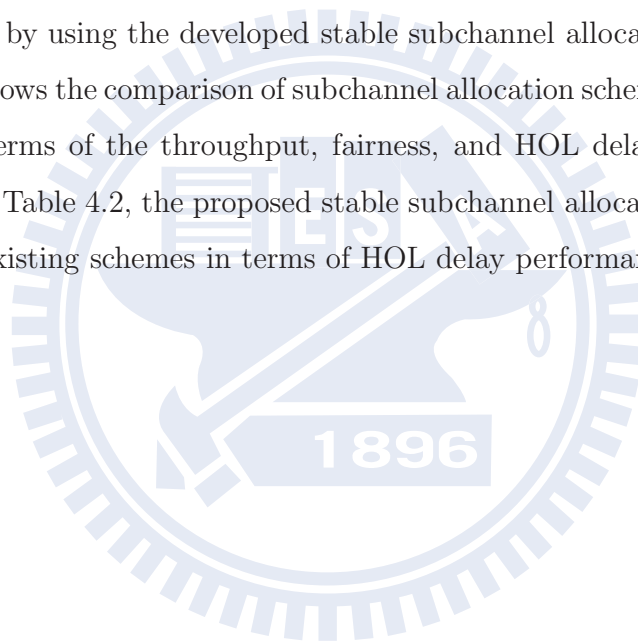 by using the developed stable subchannel alloca
ows the comparison of subchannel allocation schem
erms of the throughput, fairness, and HOL dela
Table 4.2, the proposed stable subchannel alloca
xisting schemes in terms of HOL delay performan
E S A
1896